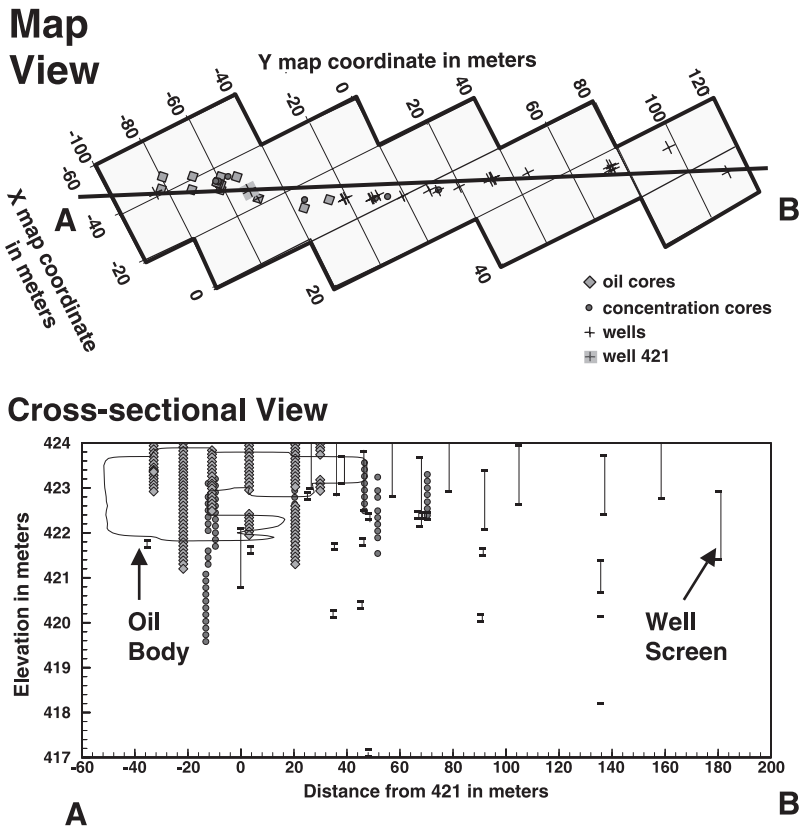 Map
View
Y map coordinate in meters
-100
-80
-60
-40
-20
0
20
40
60
80
100
120
-60
-40
-20
0
20
40
X map coordinate
in meters
A
B
oil cores
concentration cores
wells
well 421
Cross-sectional View
Elevation in meters
424
423
422
421
420
419
418
417
Oil
Body
Well
Screen
-60
-40
-20
0
20
40
60
80
100
120
140
160
180
200
Distance from 421 in meters
A
B